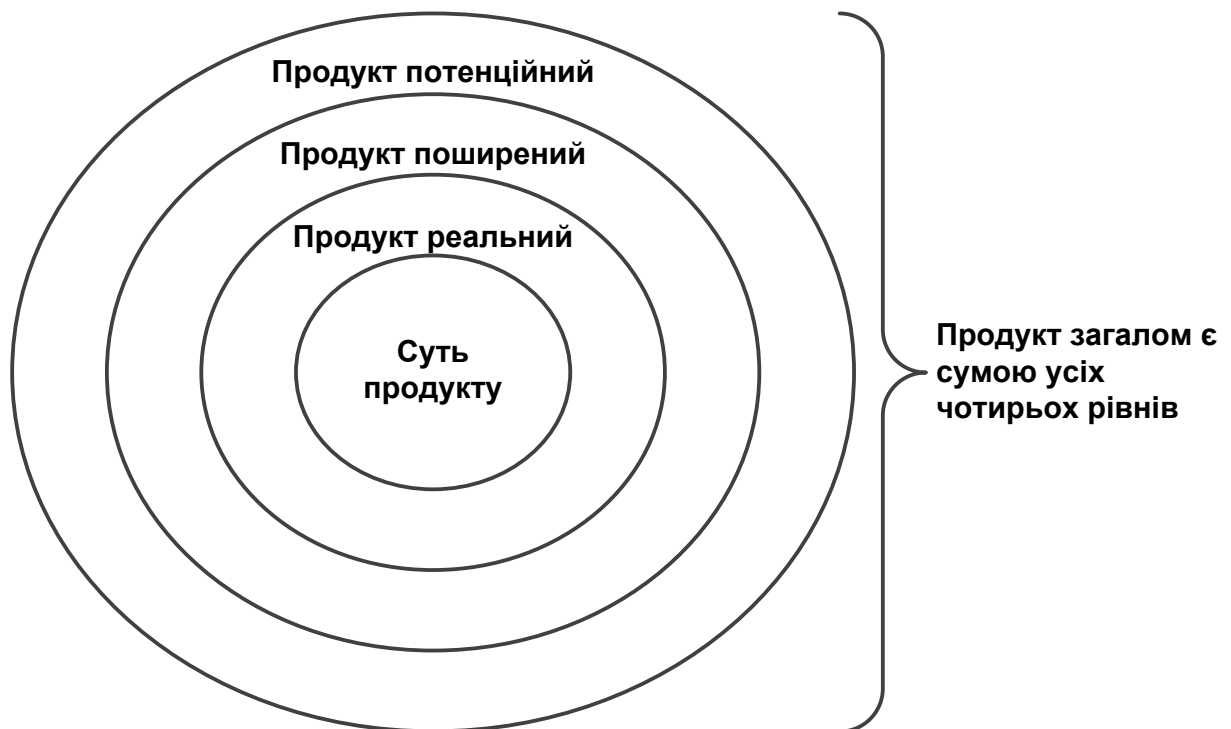 Продукт потенційний
Продукт поширений
Продукт реальний
Суть
продукту
Продукт загалом є
сумою усіх
чотирьох рівнів